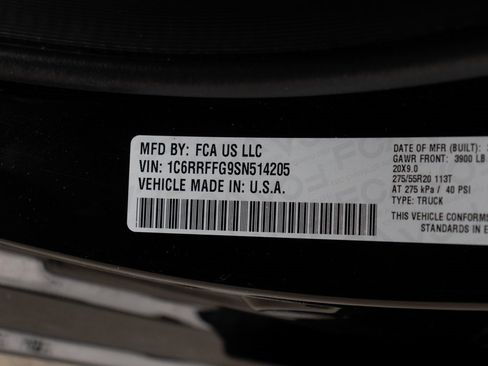 MFD BY: FCA US LLC
VIN: 1C6RRFFG9SN514205
VEHICLE MADE IN: U.S.A.
DATE OF MFR (BUILT):
GAWR FRONT: 3900 LB
20X9.0
275/55R20 113T
AT 275 kPa / 40 PSI
TYPE: TRUCK
THIS VEHICLE CONFORMS
STANDARDS IN